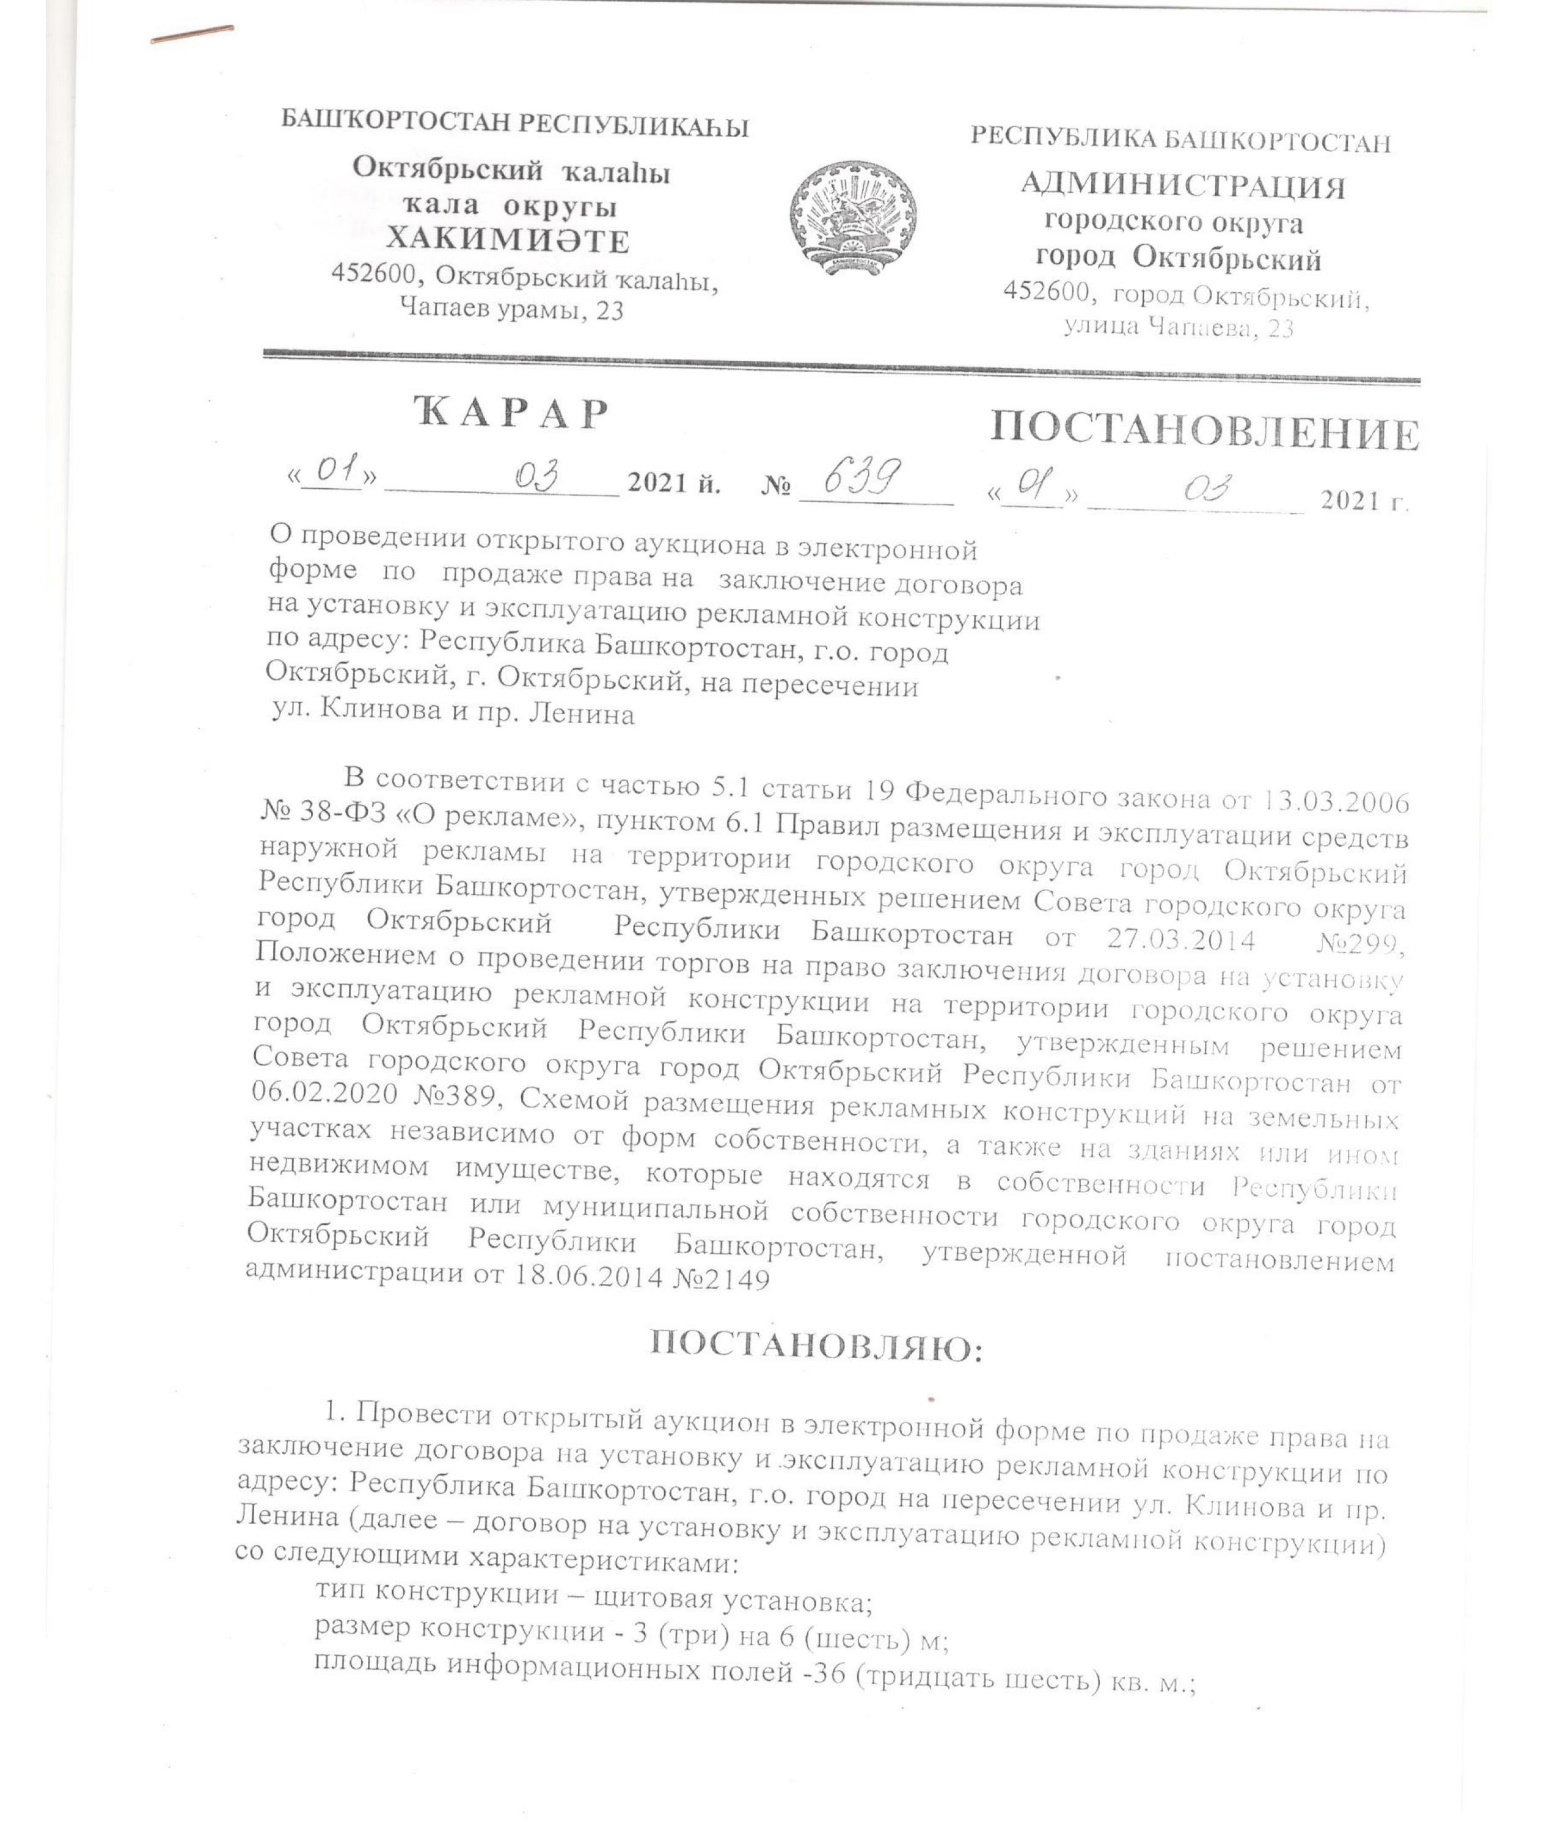 БАШҠОРТОСТАН РЕСПУБЛИКАҺЫ
Октябрьский ҡалаһы
ҡала округы
ХАКИМИӘТЕ
452600, Октябрьский ҡалаһы,
Чапаев урамы, 23
РЕСПУБЛИКА БАШКОРТОСТАН
АДМИНИСТРАЦИЯ
городского округа
город Октябрьский
452600, город Октябрьский,
улица Чапаева, 23
ҠАРАР
ПОСТАНОВЛЕНИЕ
«01» 03 2021 й. № 639 «01» 03 2021 г.
О проведении открытого аукциона в электронной
форме по продаже права на заключение договора
на установку и эксплуатацию рекламной конструкции
по адресу: Республика Башкортостан, г.о. город
Октябрьский, г. Октябрьский, на пересечении
ул. Клинова и пр. Ленина
В соответствии с частью 5.1 статьи 19 Федерального закона от 13.03.2006
№ 38-ФЗ «О рекламе», пунктом 6.1 Правил размещения и эксплуатации средств
наружной рекламы на территории городского округа город Октябрьский
Республики Башкортостан, утвержденных решением Совета городского округа
город Октябрьский Республики Башкортостан от 27.03.2014 №299,
Положением о проведении торгов на право заключения договора на установку
и эксплуатацию рекламной конструкции на территории городского округа
город Октябрьский Республики Башкортостан, утвержденным решением
Совета городского округа город Октябрьский Республики Башкортостан от
06.02.2020 №389, Схемой размещения рекламных конструкций на земельных
участках независимо от форм собственности, а также на зданиях или ином
недвижимом имуществе, которые находятся в собственности Республики
Башкортостан или муниципальной собственности городского округа город
Октябрьский Республики Башкортостан, утвержденной постановлением
администрации от 18.06.2014 №2149
ПОСТАНОВЛЯЮ:
1. Провести открытый аукцион в электронной форме по продаже права на
заключение договора на установку и эксплуатацию рекламной конструкции по
адресу: Республика Башкортостан, г.о. город на пересечении ул. Клинова и пр.
Ленина (далее – договор на установку и эксплуатацию рекламной конструкции)
со следующими характеристиками:
тип конструкции – щитовая установка;
размер конструкции - 3 (три) на 6 (шесть) м;
площадь информационных полей -36 (тридцать шесть) кв. м.;